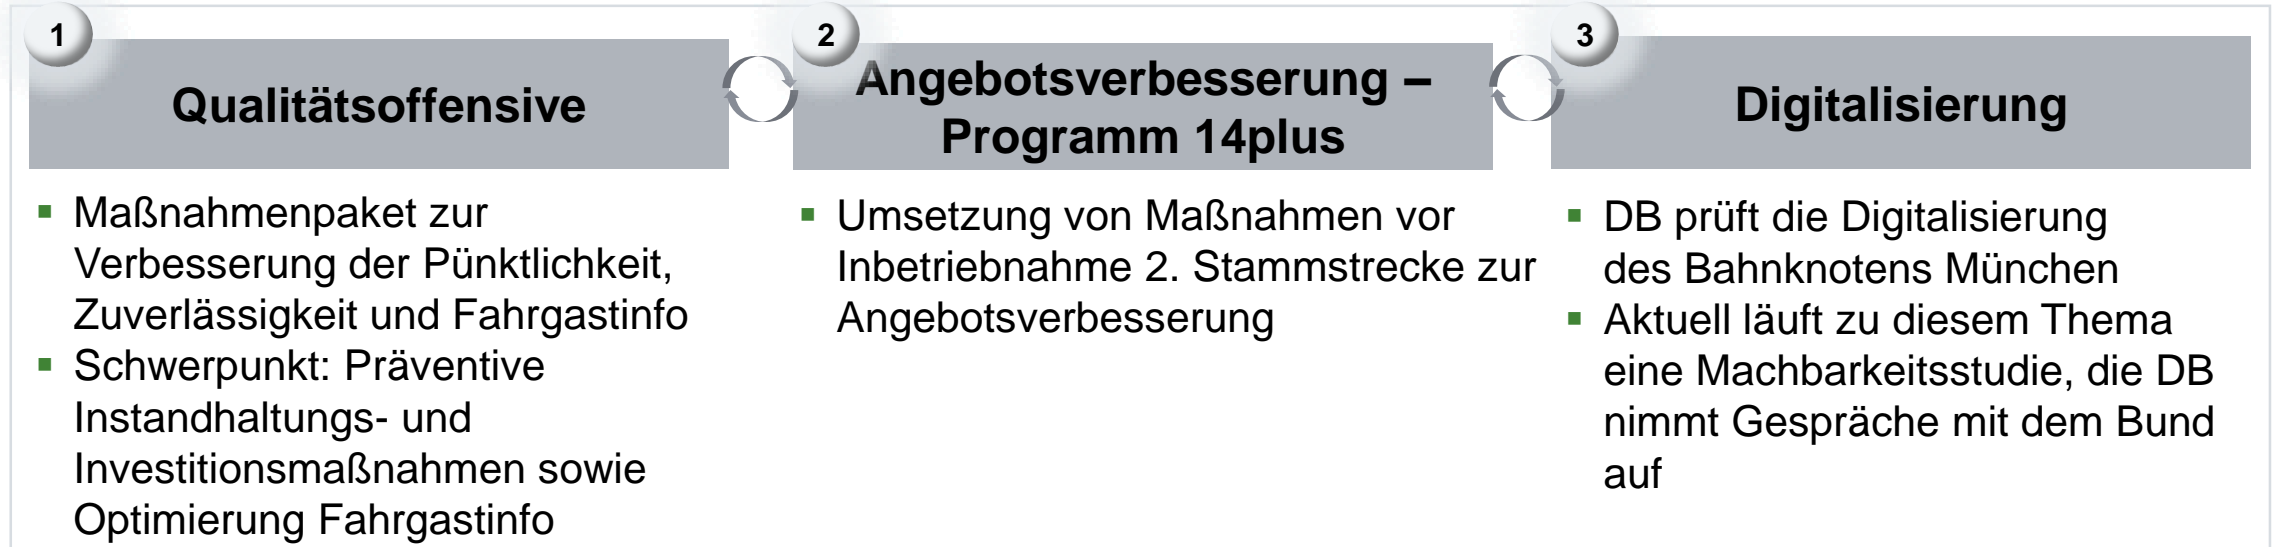 1
Qualitätsoffensive
▪ Maßnahmenpaket zur
Verbesserung der Pünktlichkeit,
Zuverlässigkeit und Fahrgastinfo
▪ Schwerpunkt: Präventive
Instandhaltungs- und
Investitionsmaßnahmen sowie
Optimierung Fahrgastinfo
2
Angebotsverbesserung –
Programm 14plus
▪ Umsetzung von Maßnahmen vor
Inbetriebnahme 2. Stammstrecke zur
Angebotsverbesserung
3
Digitalisierung
▪ DB prüft die Digitalisierung
des Bahnknotens München
▪ Aktuell läuft zu diesem Thema
eine Machbarkeitsstudie, die DB
nimmt Gespräche mit dem Bund
auf